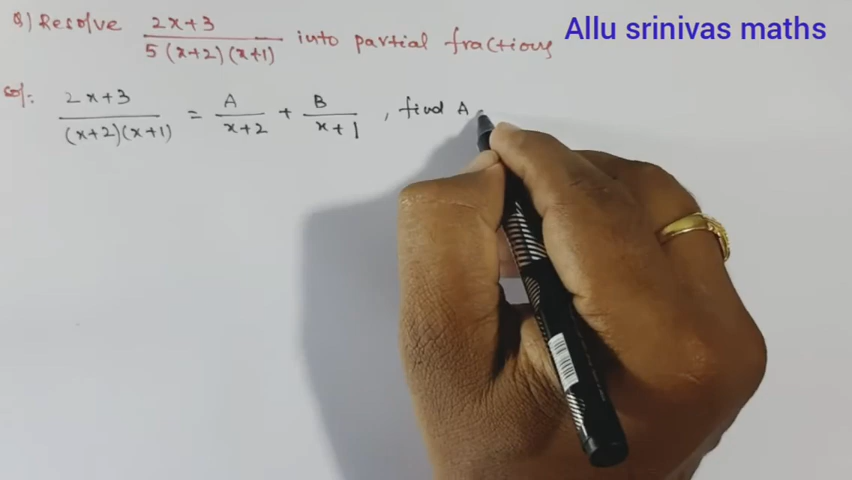 Q) Resolve 2x+3 / 5(x+2)(x+1) into partial fractions
Allu srinivas maths
Sol: 2x+3 / (x+2)(x+1) = A / x+2 + B / x+1 , find A